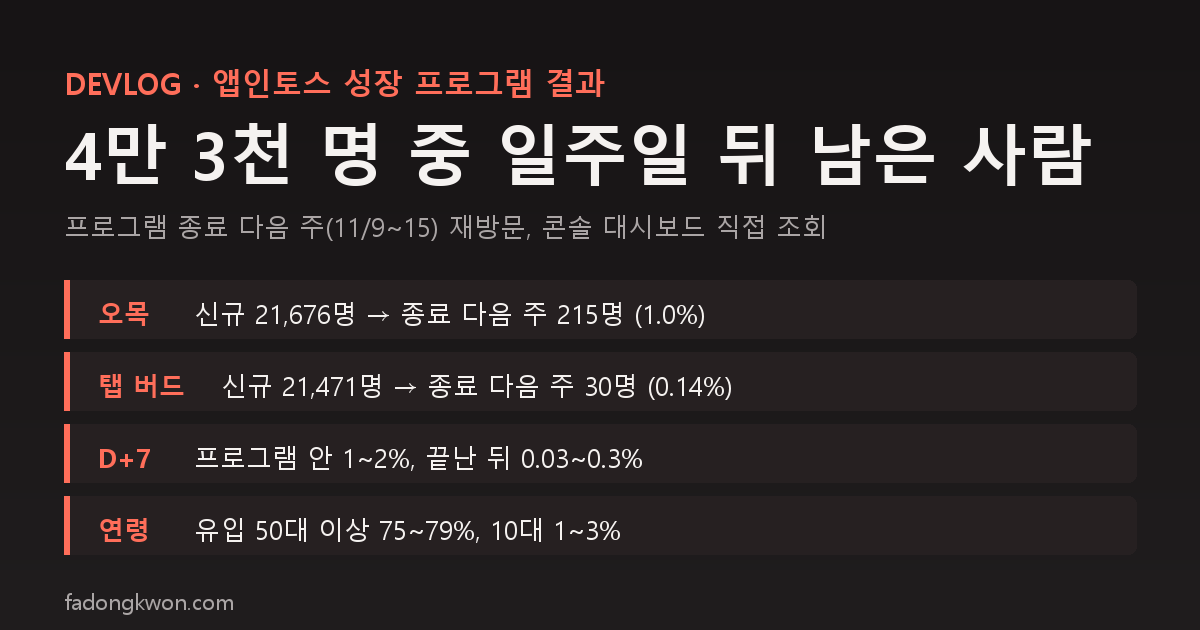 DEVLOG · 앱인토스 성장 프로그램 결과
4만 3천 명 중 일주일 뒤 남은 사람
프로그램 종료 다음 주(11/9~15) 재방문, 콘솔 대시보드 직접 조회
오목 신규 21,676명 → 종료 다음 주 215명 (1.0%)
탭 버드 신규 21,471명 → 종료 다음 주 30명 (0.14%)
D+7 프로그램 안 1~2%, 끝난 뒤 0.03~0.3%
연령 유입 50대 이상 75~79%, 10대 1~3%
fadongkwon.com